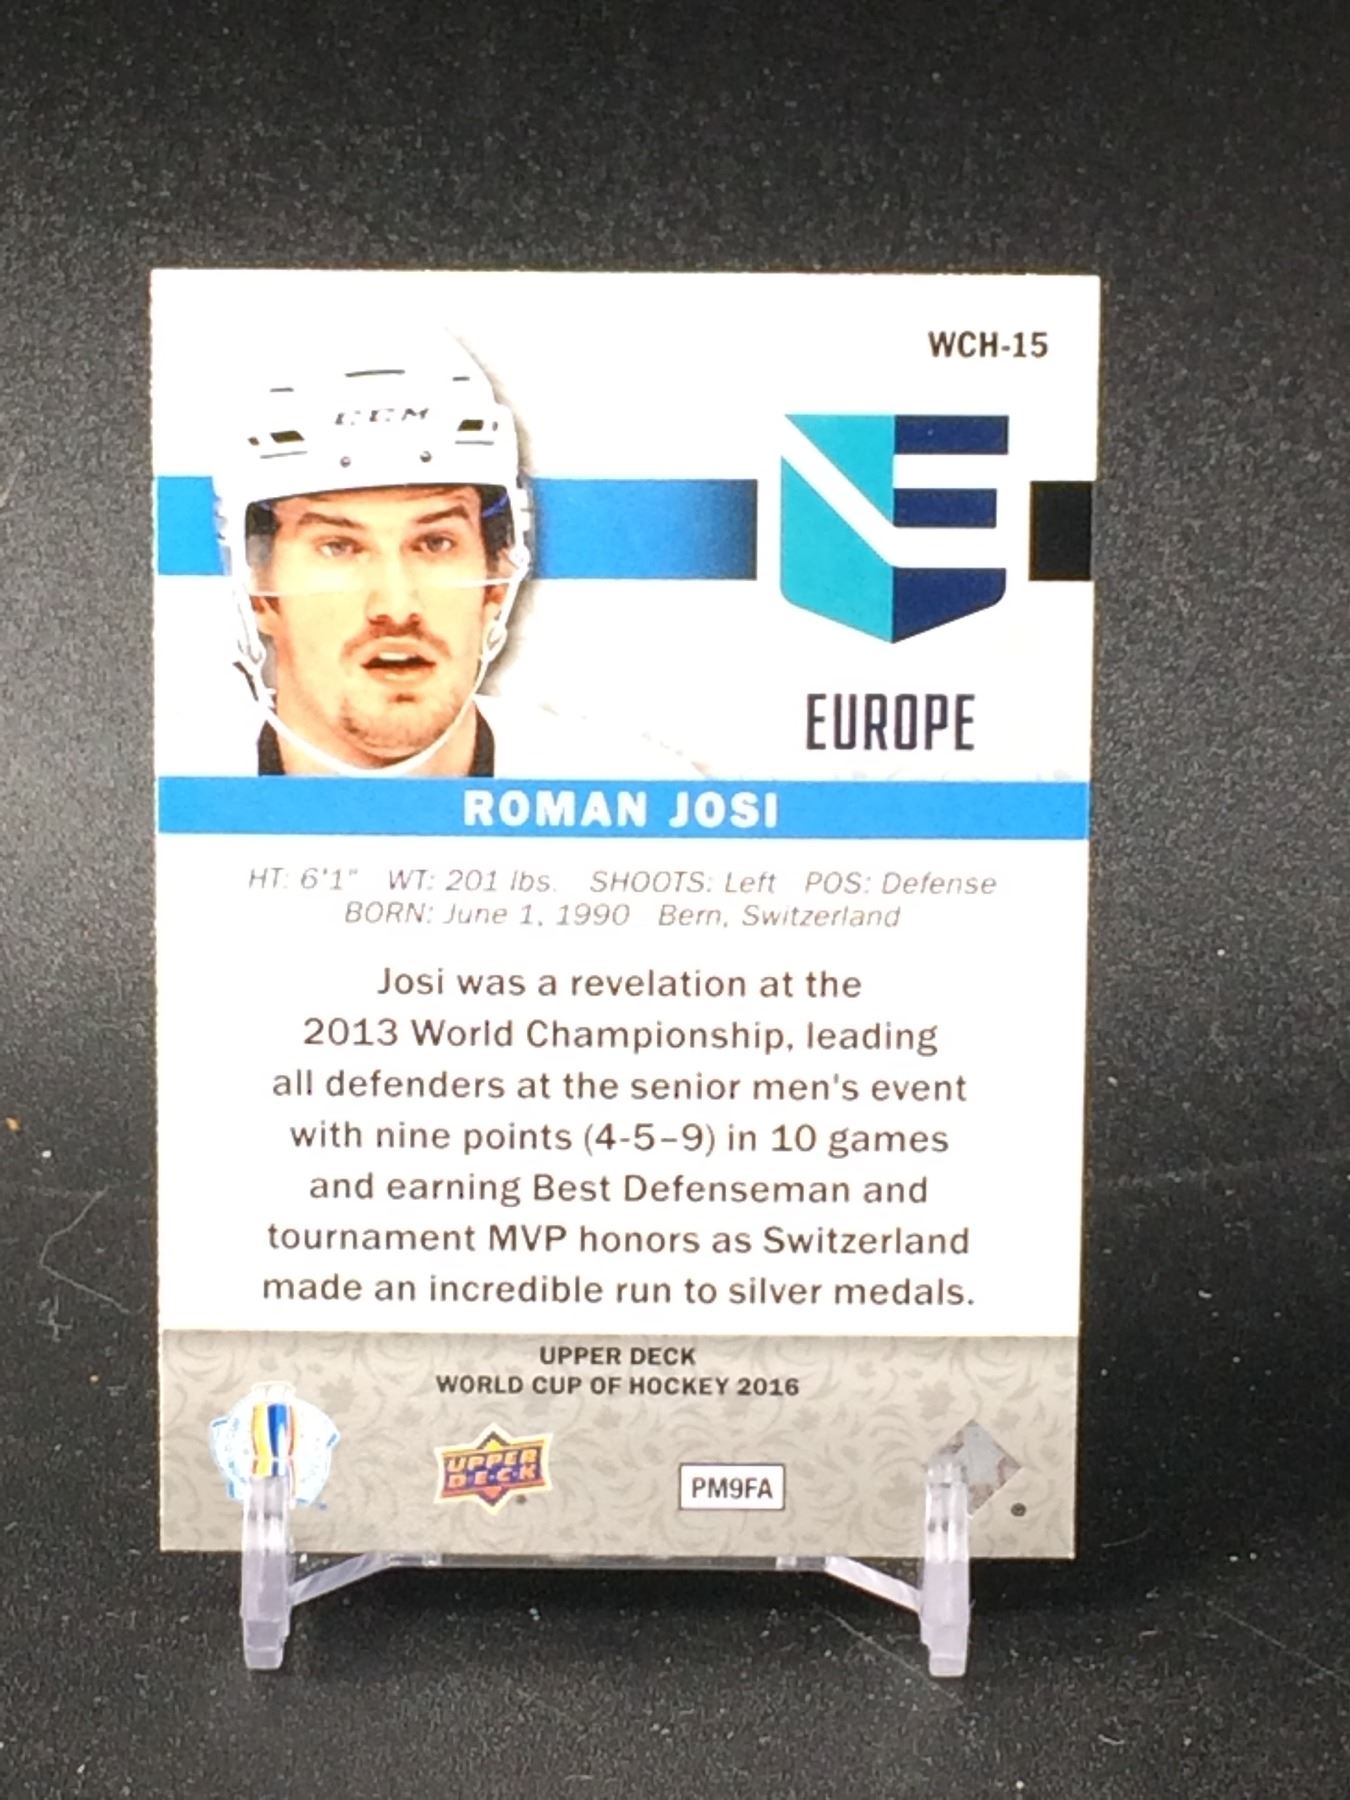 WCH-15
CCM
EUROPE
ROMAN JOSI
HT: 6'1" WT: 201 lbs. SHOOTS: Left POS: Defense
BORN: June 1, 1990 Bern, Switzerland
Josi was a revelation at the
2013 World Championship, leading
all defenders at the senior men's event
with nine points (4-5–9) in 10 games
and earning Best Defenseman and
tournament MVP honors as Switzerland
made an incredible run to silver medals.
UPPER DECK
WORLD CUP OF HOCKEY 2016
UPPER
DECK
PM9FA